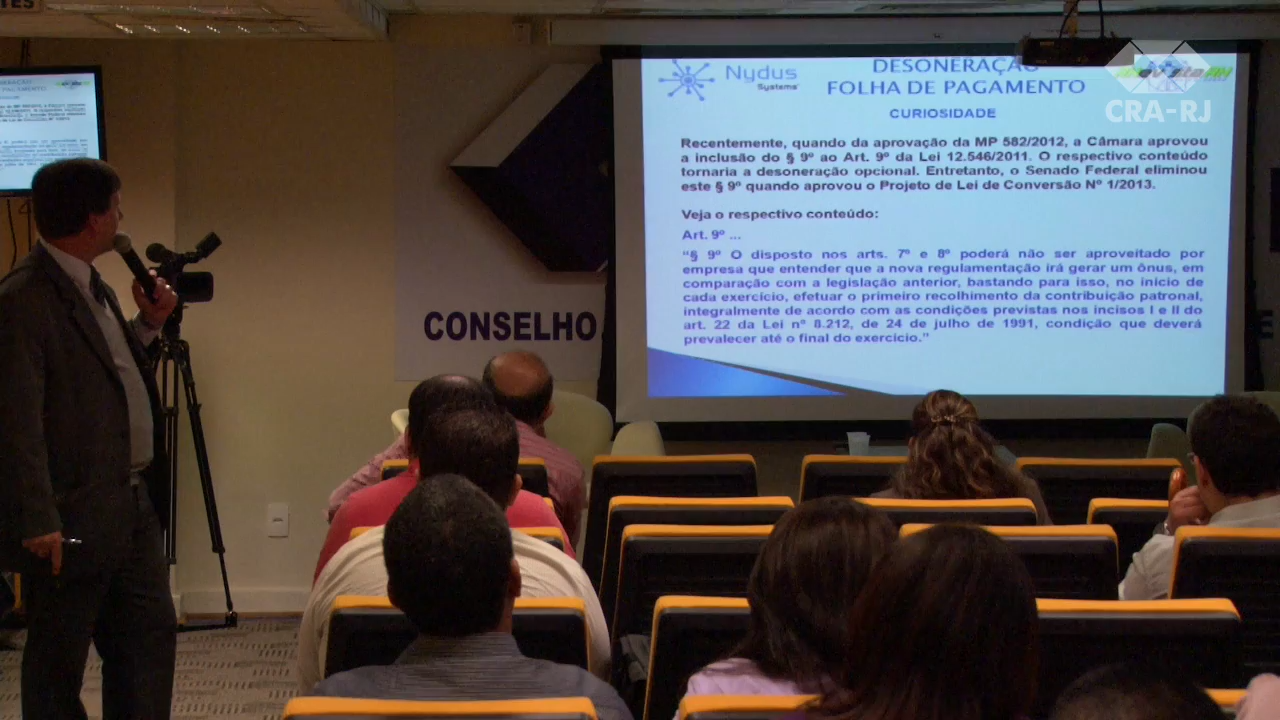 TES
Nydus
Systems
DESONERAÇÃO
FOLHA DE PAGAMENTO
CURIOSIDADE
CRA-RJ
Recentemente, quando da aprovação da MP 582/2012, a Câmara aprovou
a inclusão do § 9º ao Art. 9º da Lei 12.546/2011. O respectivo conteúdo
tornaria a desoneração opcional. Entretanto, o Senado Federal eliminou
este § 9º quando aprovou o Projeto de Lei de Conversão Nº 1/2013.
Veja o respectivo conteúdo:
Art. 9º ...
“§ 9º O disposto nos arts. 7º e 8º poderá não ser aproveitado por
empresa que entender que a nova regulamentação irá gerar um ônus, em
comparação com a legislação anterior, bastando para isso, no início de
cada exercício, efetuar o primeiro recolhimento da contribuição patronal,
integralmente de acordo com as condições previstas nos incisos I e II do
art. 22 da Lei nº 8.212, de 24 de julho de 1991, condição que deverá
prevalecer até o final do exercício.”
CONSELHO